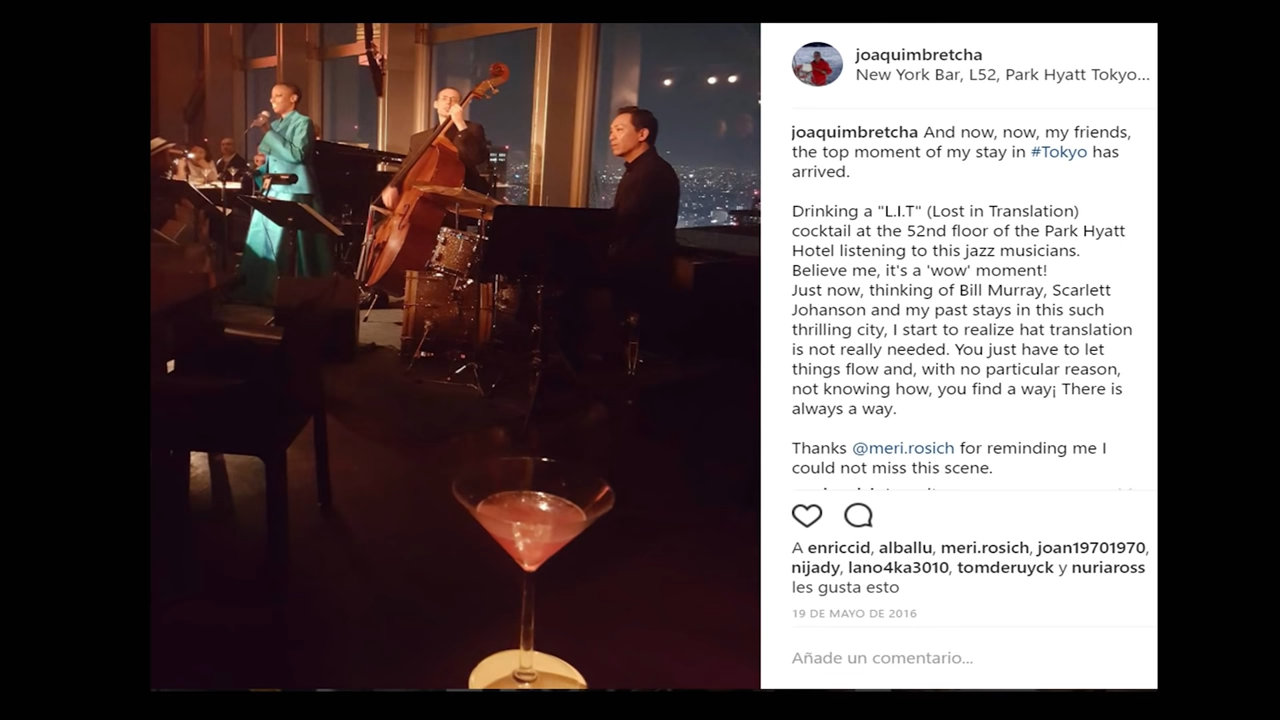 joaquimbretcha
New York Bar, L52, Park Hyatt Tokyo...
joaquimbretcha And now, now, my friends,
the top moment of my stay in #Tokyo has
arrived.
Drinking a "L.I.T" (Lost in Translation)
cocktail at the 52nd floor of the Park Hyatt
Hotel listening to this jazz musicians.
Believe me, it's a 'wow' moment!
Just now, thinking of Bill Murray, Scarlett
Johanson and my past stays in this such
thrilling city, I start to realize hat translation
is not really needed. You just have to let
things flow and, with no particular reason,
not knowing how, you find a way¡ There is
always a way.
Thanks @meri.rosich for reminding me I
could not miss this scene.
A enriccid, alballu, meri.rosich, joan19701970,
nijady, lano4ka3010, tomderuyck y nuriaross
les gusta esto
19 DE MAYO DE 2016
Añade un comentario...